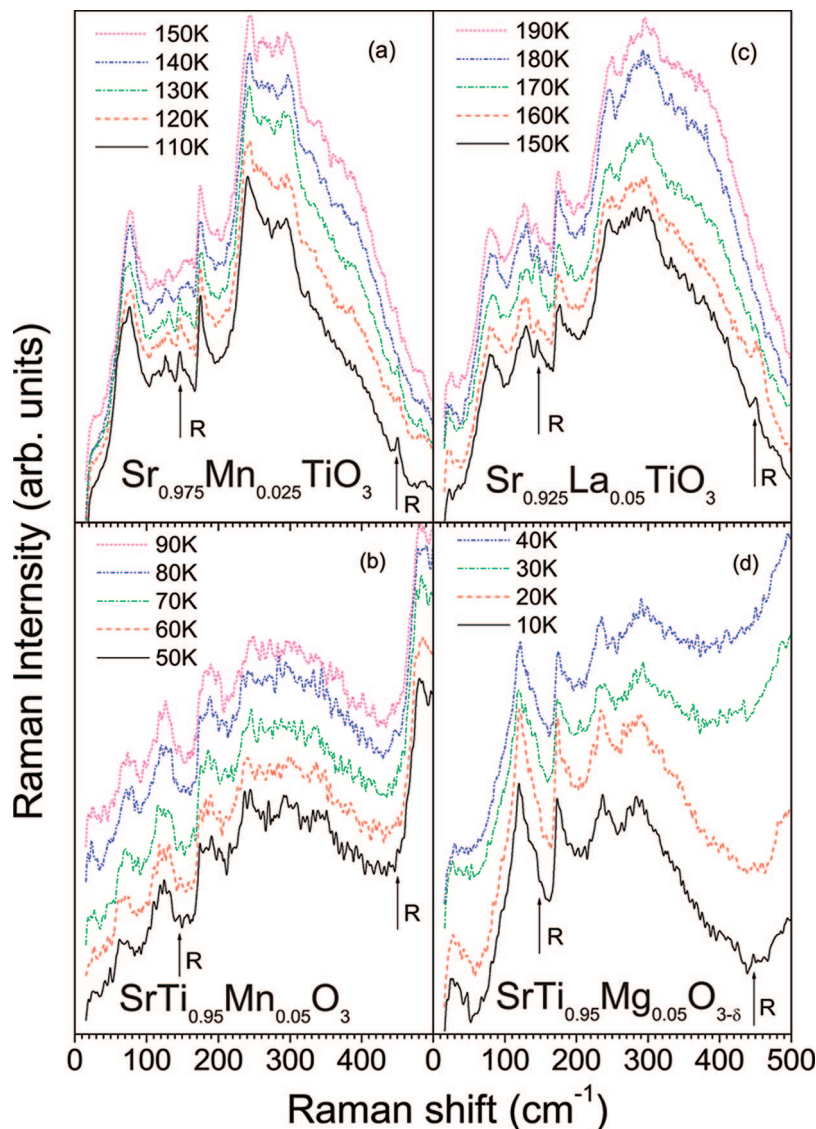 Raman Internsity (arb. units)
150K
140K
130K
120K
110K
(a)
R
R
Sr0.975Mn0.025TiO3
190K
180K
170K
160K
150K
(c)
R
R
Sr0.925La0.05TiO3
90K
80K
70K
60K
50K
(b)
R
R
SrTi0.95Mn0.05O3
40K
30K
20K
10K
(d)
R
R
SrTi0.95Mg0.05O3-δ
0 100 200 300 400 0 100 200 300 400 500
Raman shift (cm-1)